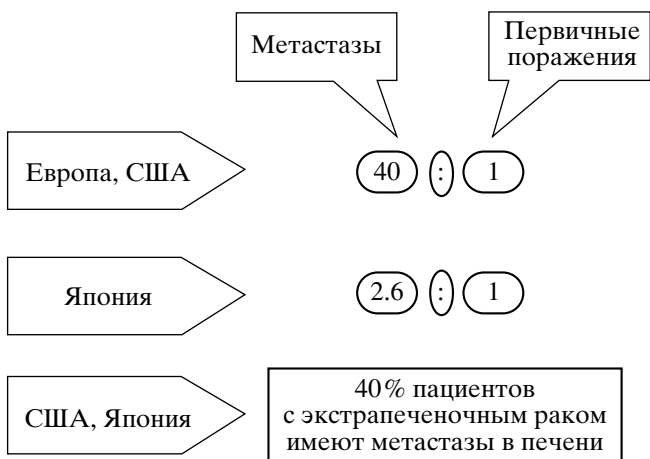 Метастазы
Первичные
поражения
Европа, США
40 : 1
Япония
2.6 : 1
США, Япония
40% пациентов
с экстрапеченочным раком
имеют метастазы в печени